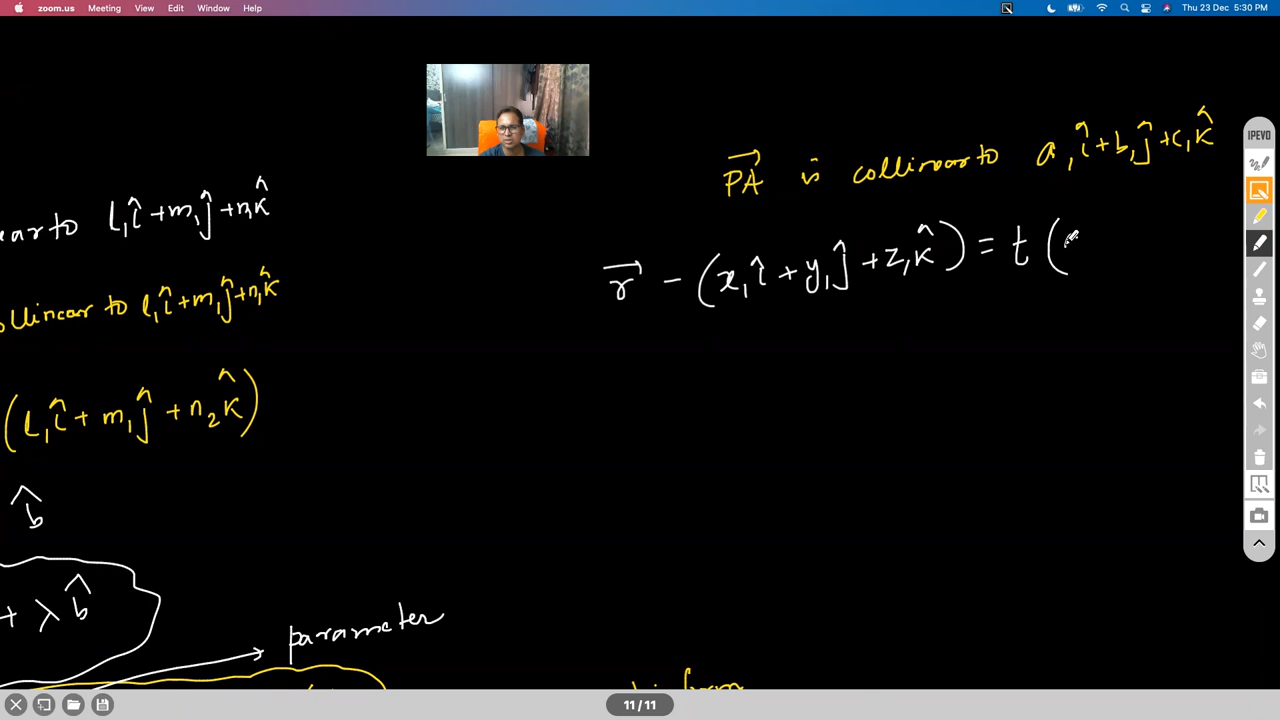 zoom.us Meeting View Edit Window Help Thu 23 Dec 5:30 PM
IPEVO
PA⃗ is collinear to a₁î+b₁ĵ+c₁k̂
ear to l₁î+m₁ĵ+n₁k̂
r⃗ − (x₁î+y₁ĵ+z₁k̂) = t (
ollinear to l₁î+m₁ĵ+n₁k̂
(l₁î+m₁ĵ+n₂k̂)
b̂
+ λb̂
parameter
11/11